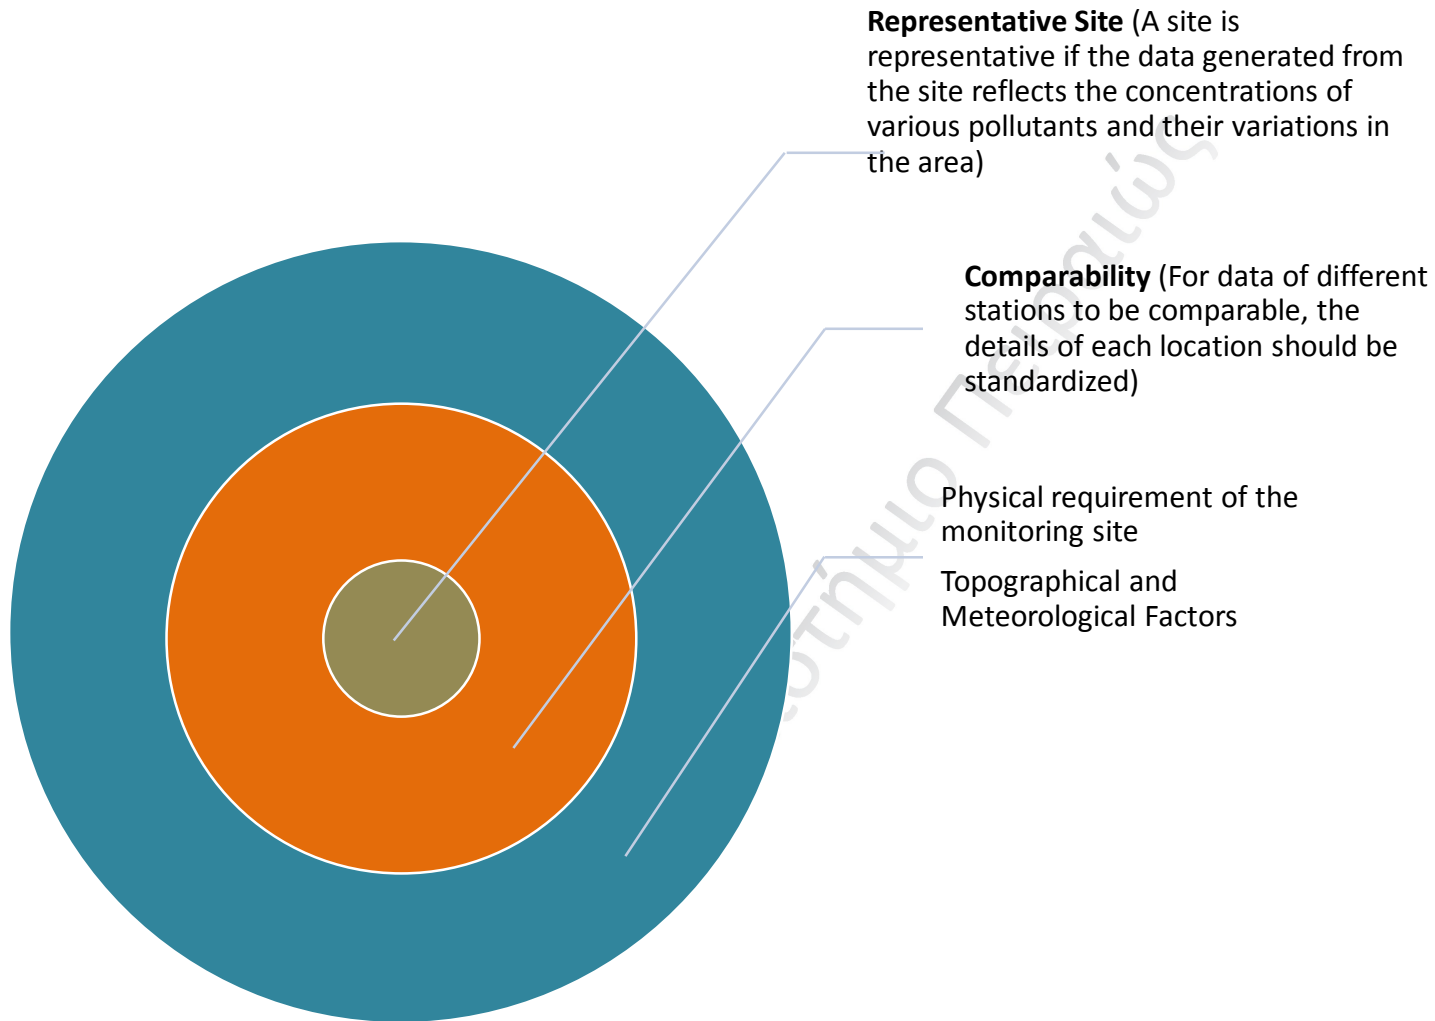 Representative Site (A site is
representative if the data generated from
the site reflects the concentrations of
various pollutants and their variations in
the area)
Comparability (For data of different
stations to be comparable, the
details of each location should be
standardized)
Physical requirement of the
monitoring site
Topographical and
Meteorological Factors
Πειραιώς